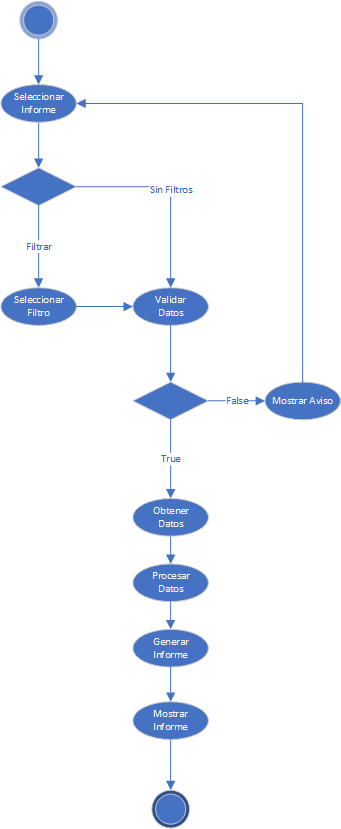 Seleccionar
Informe
Sin Filtros
Filtrar
Seleccionar
Filtro
Validar
Datos
False
Mostrar Aviso
True
Obtener
Datos
Procesar
Datos
Generar
Informe
Mostrar
Informe